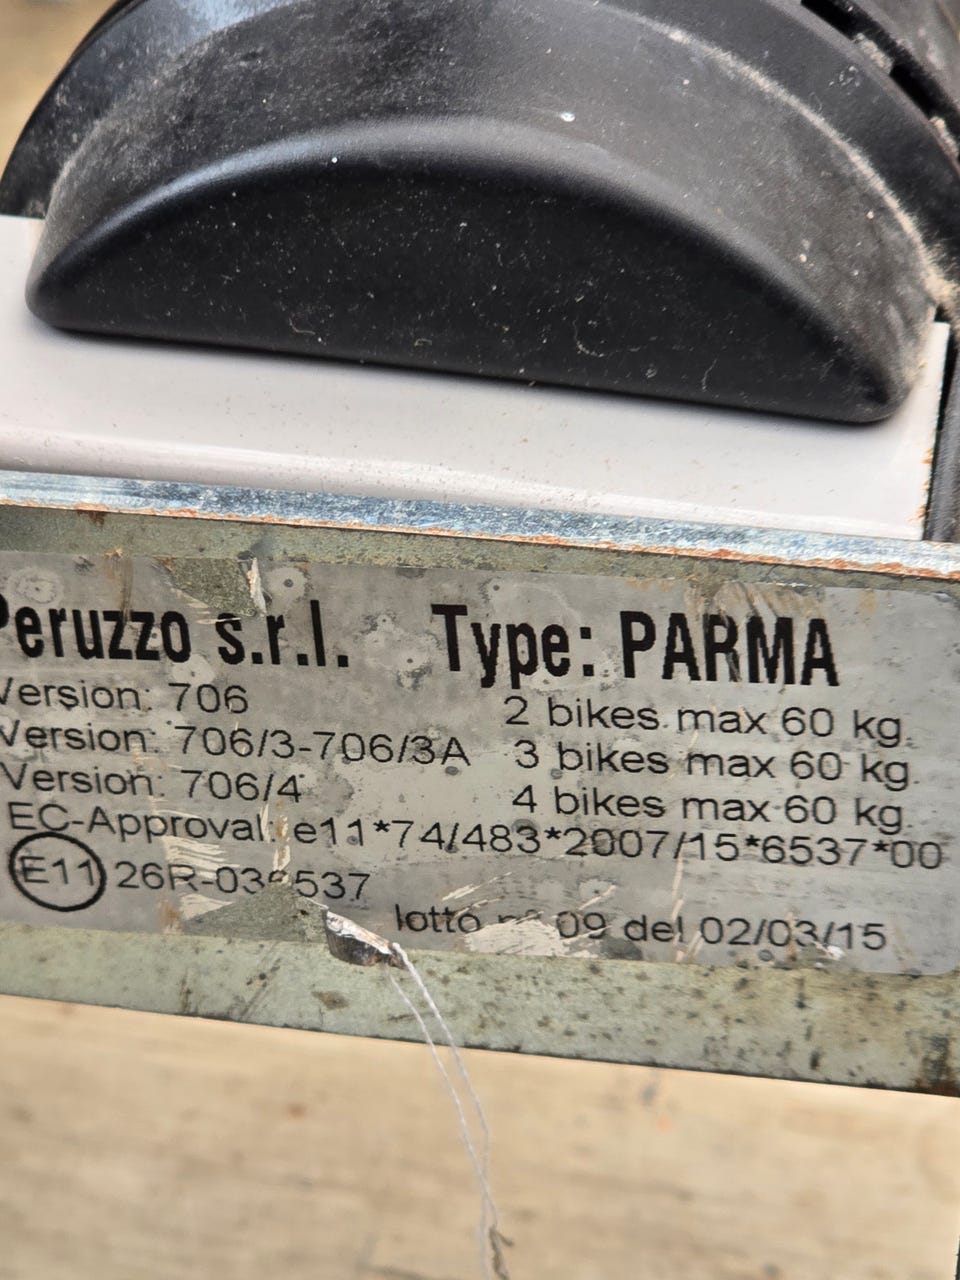 Peruzzo s.r.l. Type: PARMA
Version: 706 2 bikes max 60 kg.
Version: 706/3-706/3A 3 bikes max 60 kg.
Version: 706/4 4 bikes max 60 kg.
EC-Approval: e11*74/483*2007/15*6537*00
E11 26R-036537
lotto n° 09 del 02/03/15